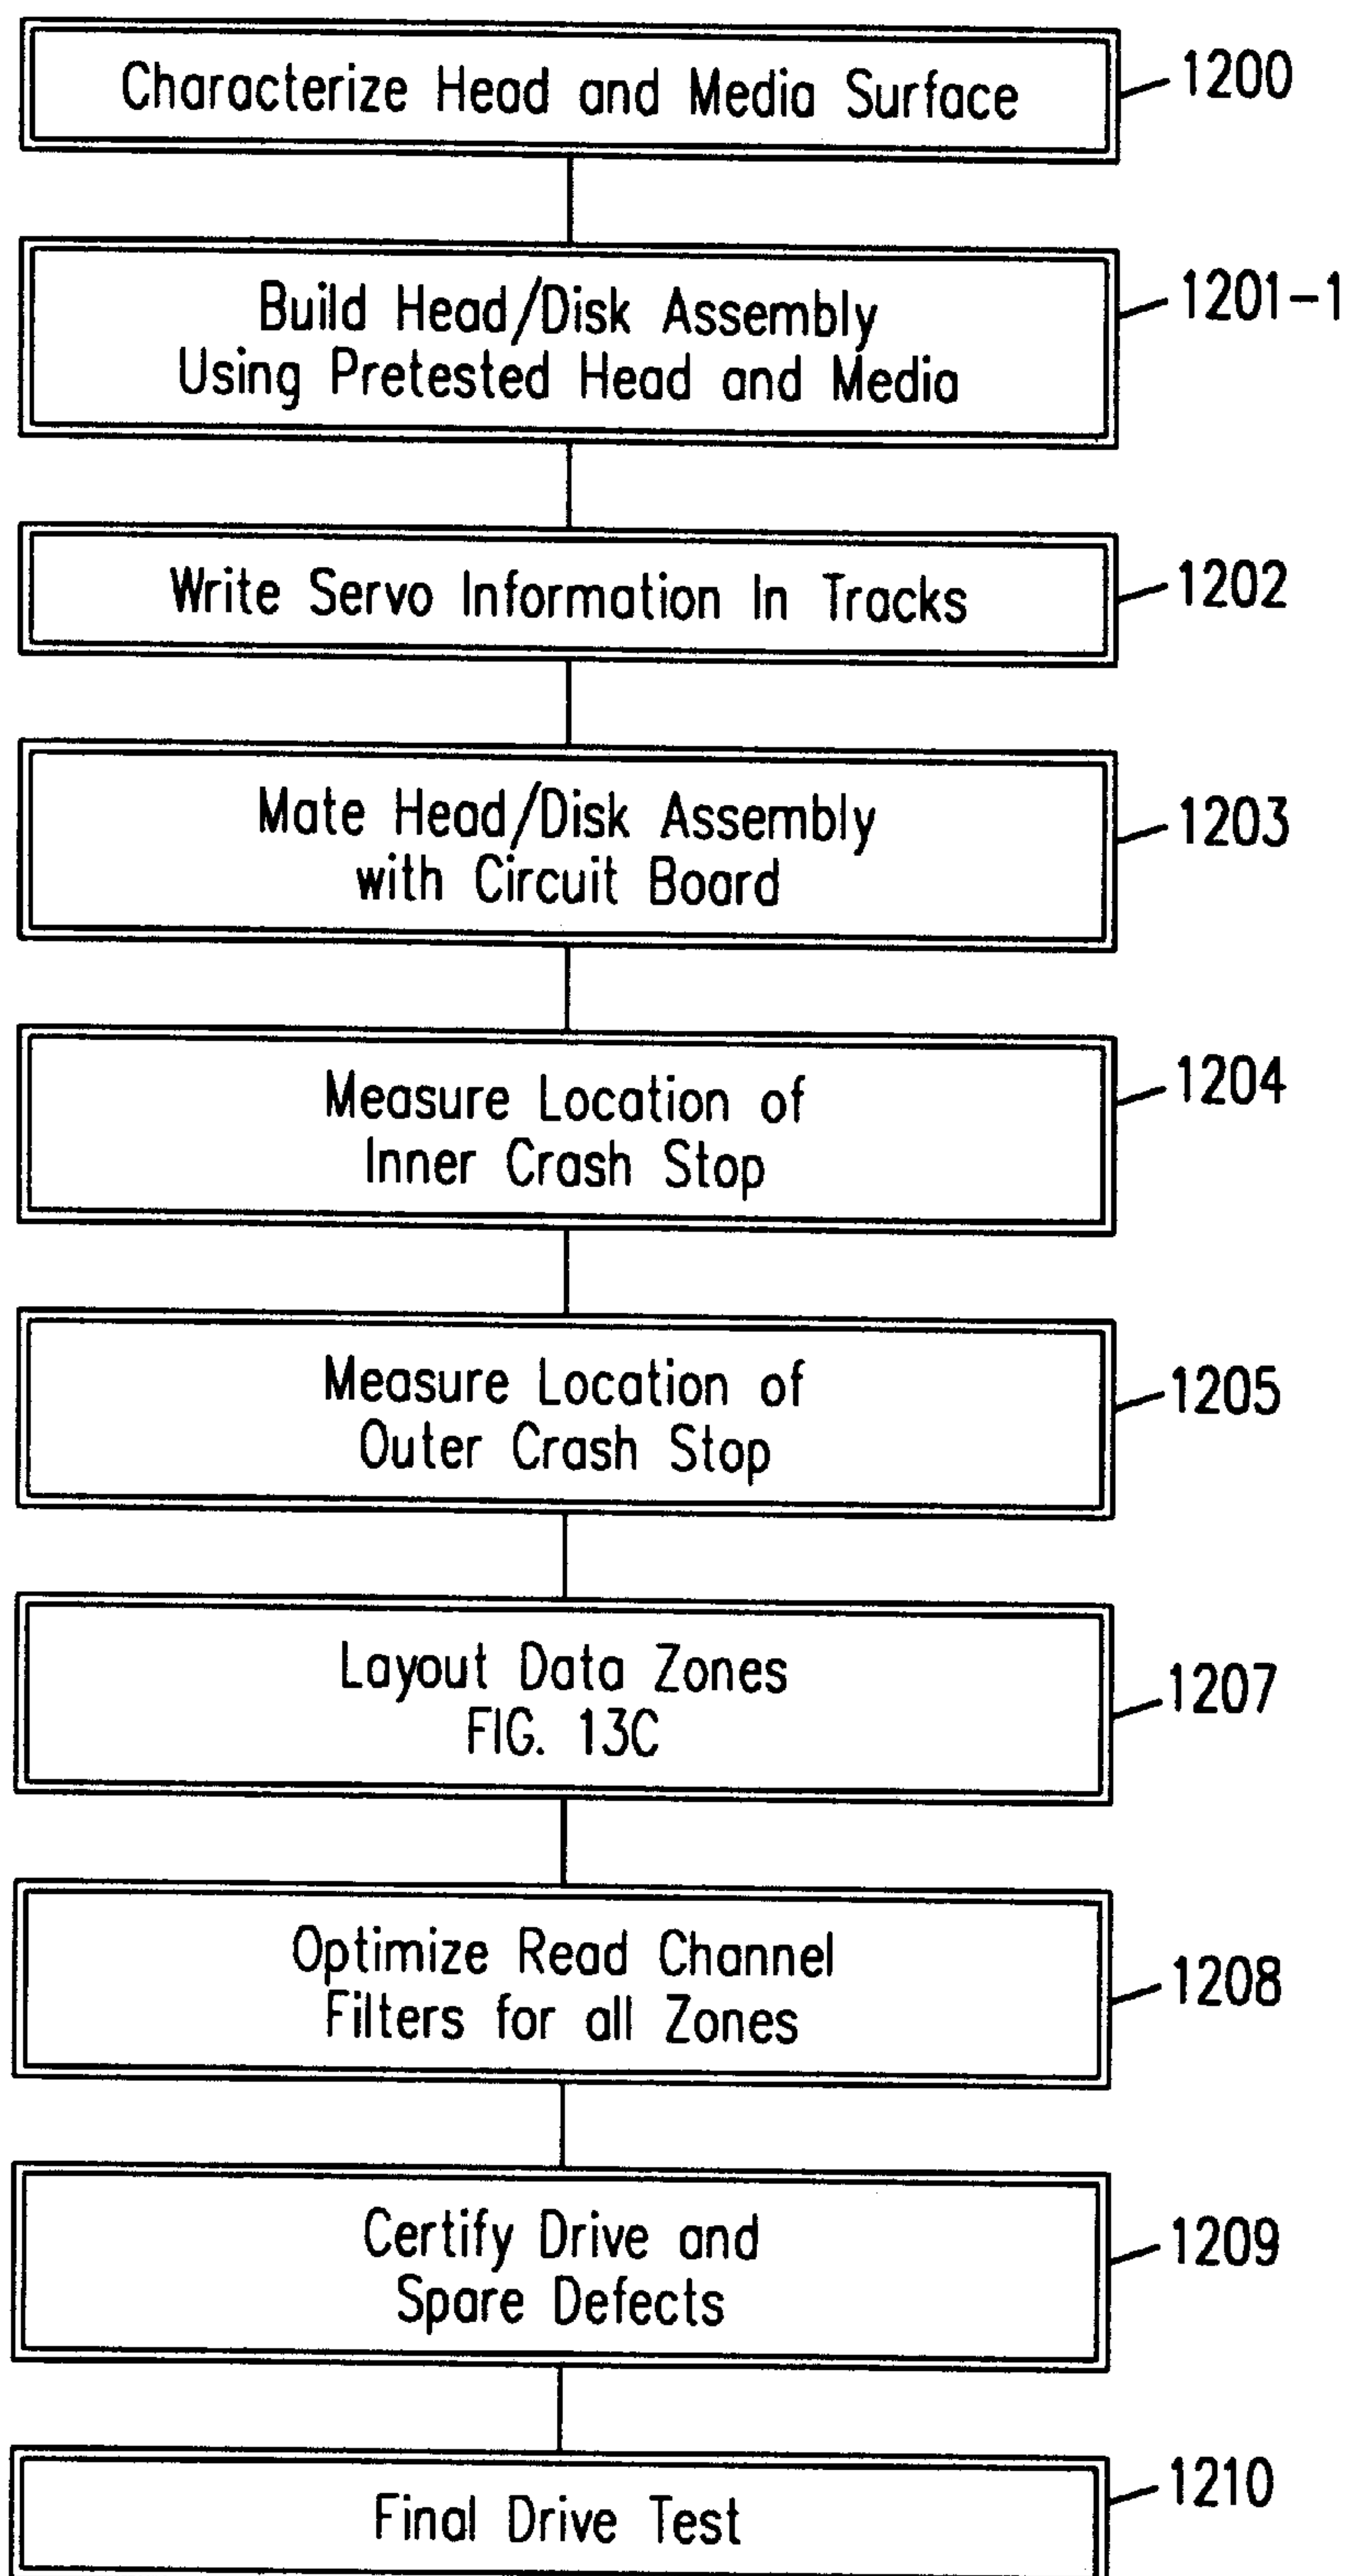 Characterize Head and Media Surface
1200
Build Head/Disk Assembly
Using Pretested Head and Media
1201-1
Write Servo Information In Tracks
1202
Mate Head/Disk Assembly
with Circuit Board
1203
Measure Location of
Inner Crash Stop
1204
Measure Location of
Outer Crash Stop
1205
Layout Data Zones
FIG. 13C
1207
Optimize Read Channel
Filters for all Zones
1208
Certify Drive and
Spare Defects
1209
Final Drive Test
1210